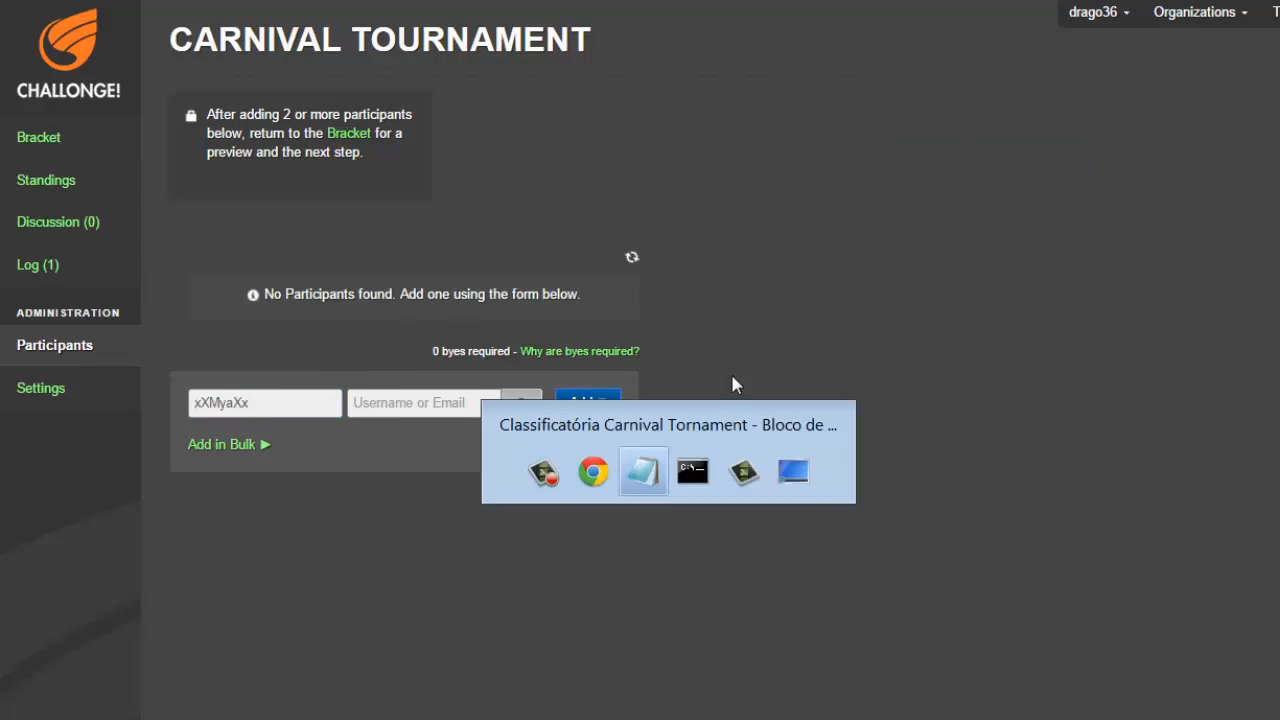 drago36
Organizations
T
CARNIVAL TOURNAMENT
CHALLONGE!
After adding 2 or more participants
below, return to the Bracket for a
preview and the next step.
Bracket
Standings
Discussion (0)
Log (1)
ADMINISTRATION
Participants
Settings
No Participants found. Add one using the form below.
0 byes required - Why are byes required?
xXMyaXx
Username or Email
Add in Bulk ▶
Classificatória Carnival Tornament - Bloco de ...
C:\